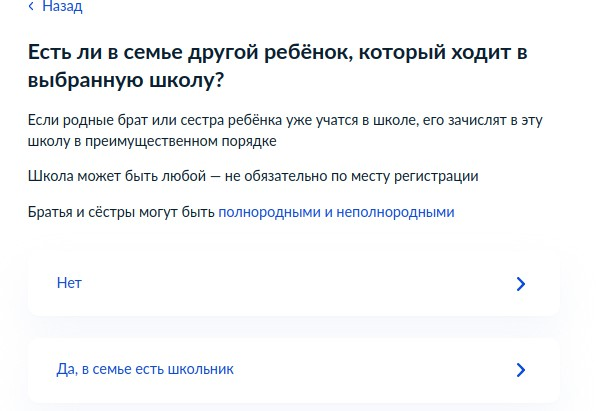 Назад
Есть ли в семье другой ребёнок, который ходит в
выбранную школу?
Если родные брат или сестра ребёнка уже учатся в школе, его зачислят в эту
школу в преимущественном порядке
Школа может быть любой — не обязательно по месту регистрации
Братья и сёстры могут быть полнородными и неполнородными
Нет
Да, в семье есть школьник